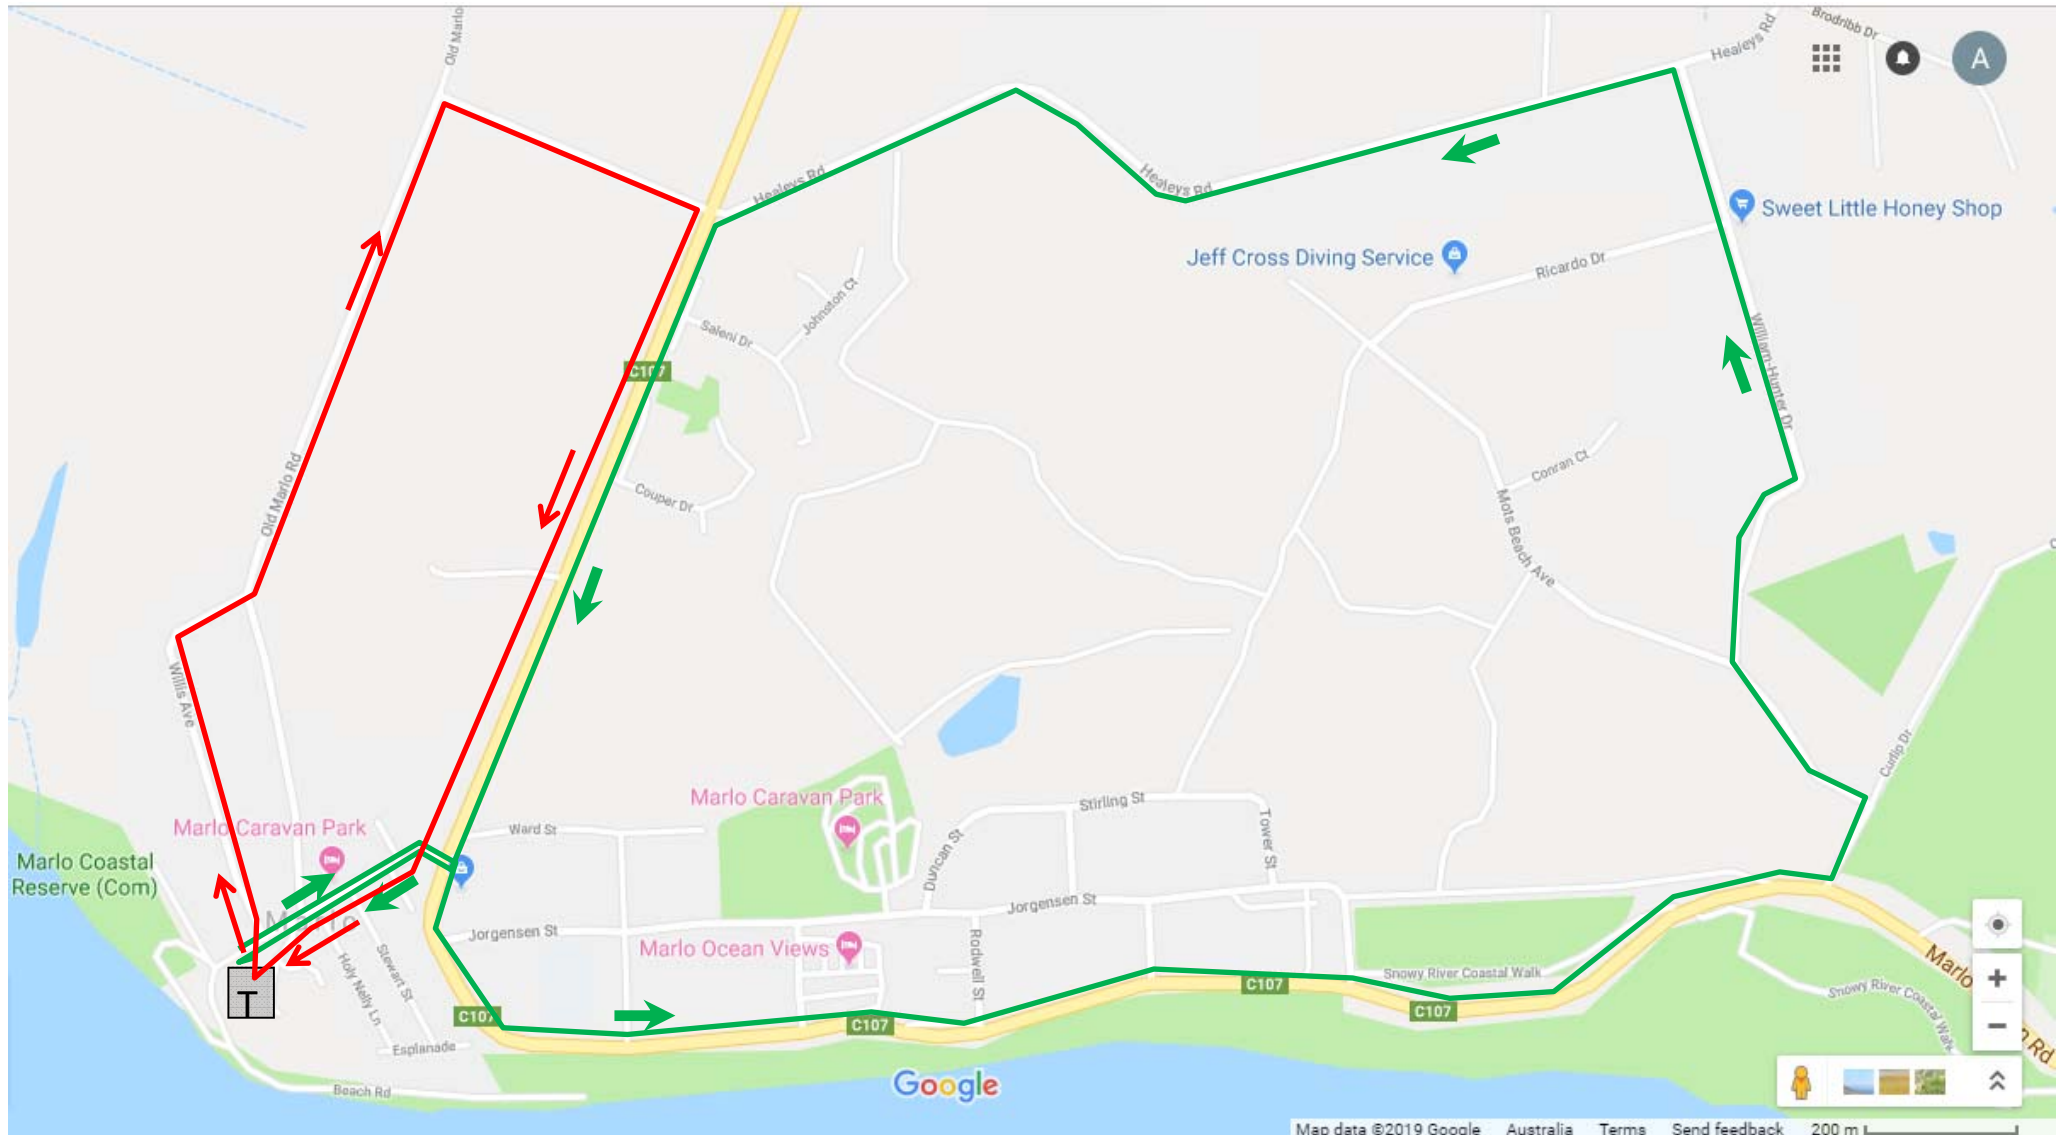 Old Marlo
Healeys Rd
Brodribb Dr
A
Healeys Rd
Healeys Rd
Sweet Little Honey Shop
Jeff Cross Diving Service
Ricardo Dr
Johnston Ct
Saleni Dr
William-Hunter Dr
C107
Old Marlo Rd
Couper Dr
Conran Ct
Mots Beach Ave
Willis Ave
Curlip Dr
Marlo Caravan Park
Stirling St
Marlo Caravan Park
Ward St
Tower St
Duncan St
Marlo Coastal
Reserve (Com)
Marlo
Jorgensen St
Jorgensen St
Marlo Ocean Views
Rodwell St
Stewart St
Holy Nelly Ln
Snowy River Coastal Walk
Marlo
Snowy River Coastal Walk
T
C107
C107
C107
C107
Esplanade
Beach Rd
Rd
Google
Map data ©2019 Google Australia Terms Send feedback 200 m